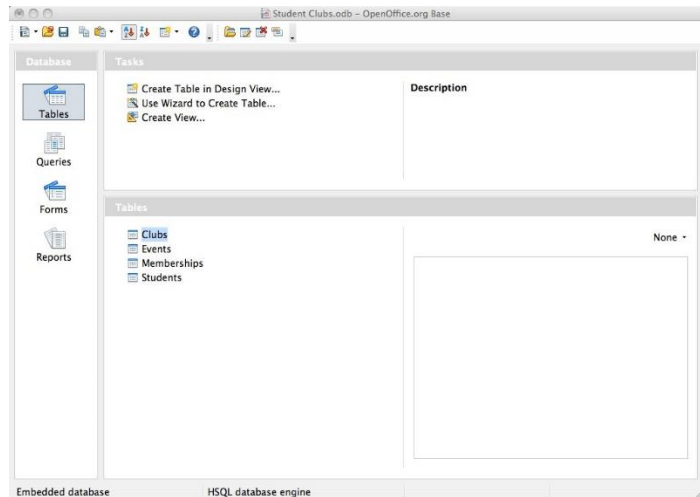 Student Clubs.odb - OpenOffice.org Base
Database
Tasks
Tables
Queries
Forms
Reports
Create Table in Design View...
Use Wizard to Create Table...
Create View...
Description
Tables
Clubs
Events
Memberships
Students
None
Embedded database
HSQL database engine